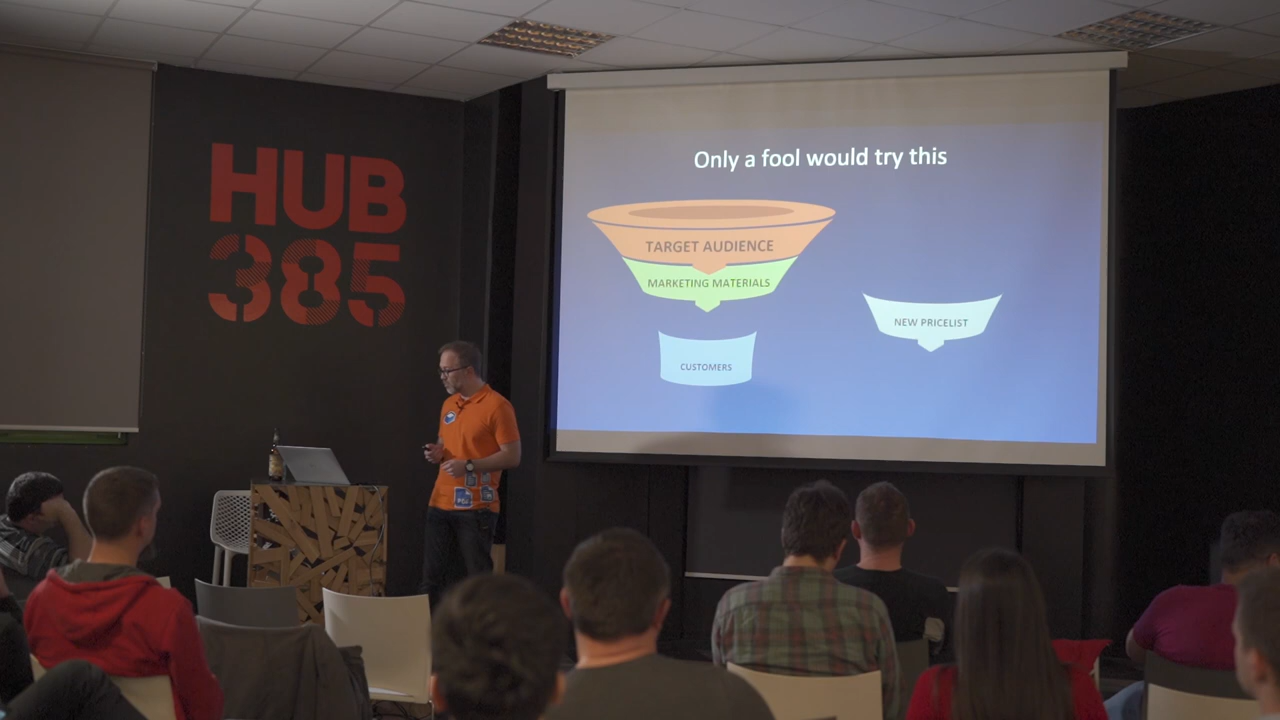 HUB
385
Only a fool would try this
TARGET AUDIENCE
MARKETING MATERIALS
CUSTOMERS
NEW PRICELIST